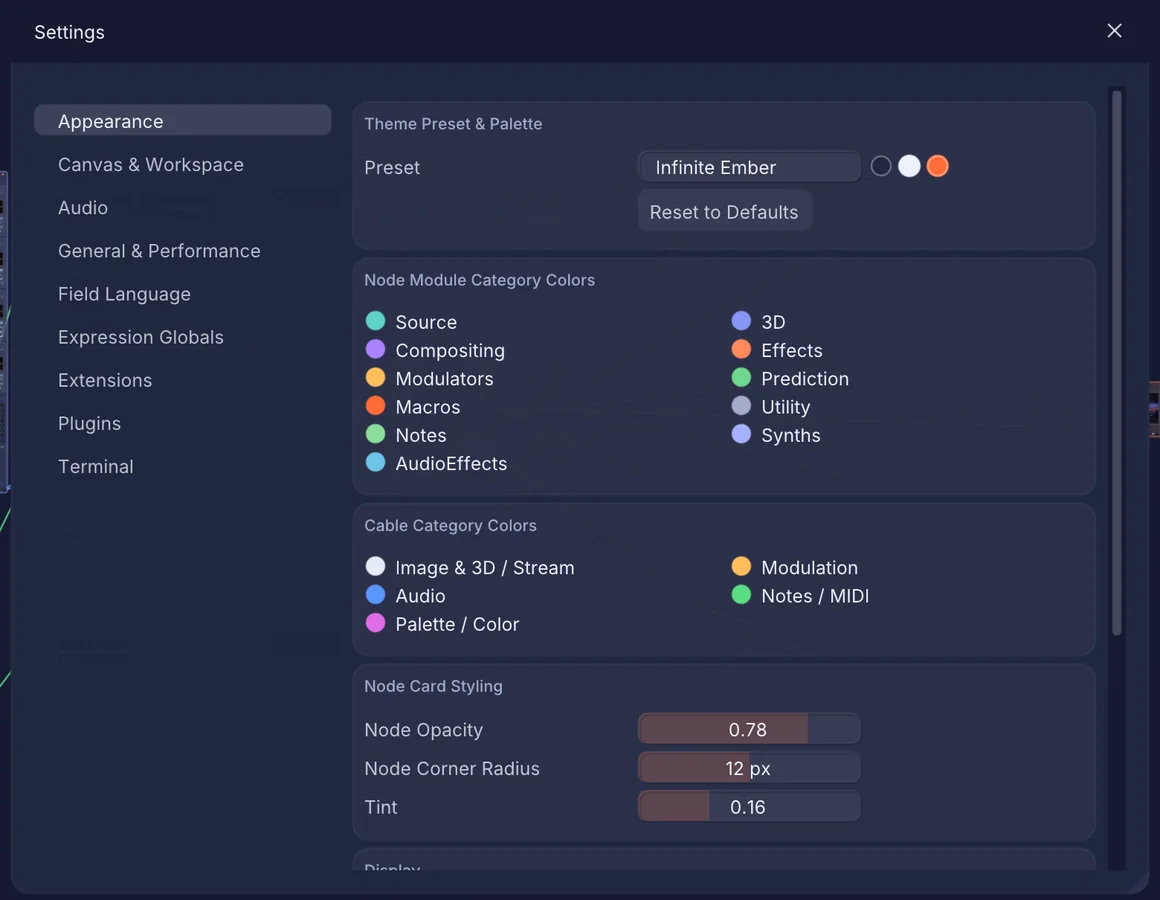 Settings
Appearance
Canvas & Workspace
Audio
General & Performance
Field Language
Expression Globals
Extensions
Plugins
Terminal
Theme Preset & Palette
Preset
Infinite Ember
Reset to Defaults
Node Module Category Colors
Source
3D
Compositing
Effects
Modulators
Prediction
Macros
Utility
Notes
Synths
AudioEffects
Cable Category Colors
Image & 3D / Stream
Modulation
Audio
Notes / MIDI
Palette / Color
Node Card Styling
Node Opacity
0.78
Node Corner Radius
12 px
Tint
0.16
Display